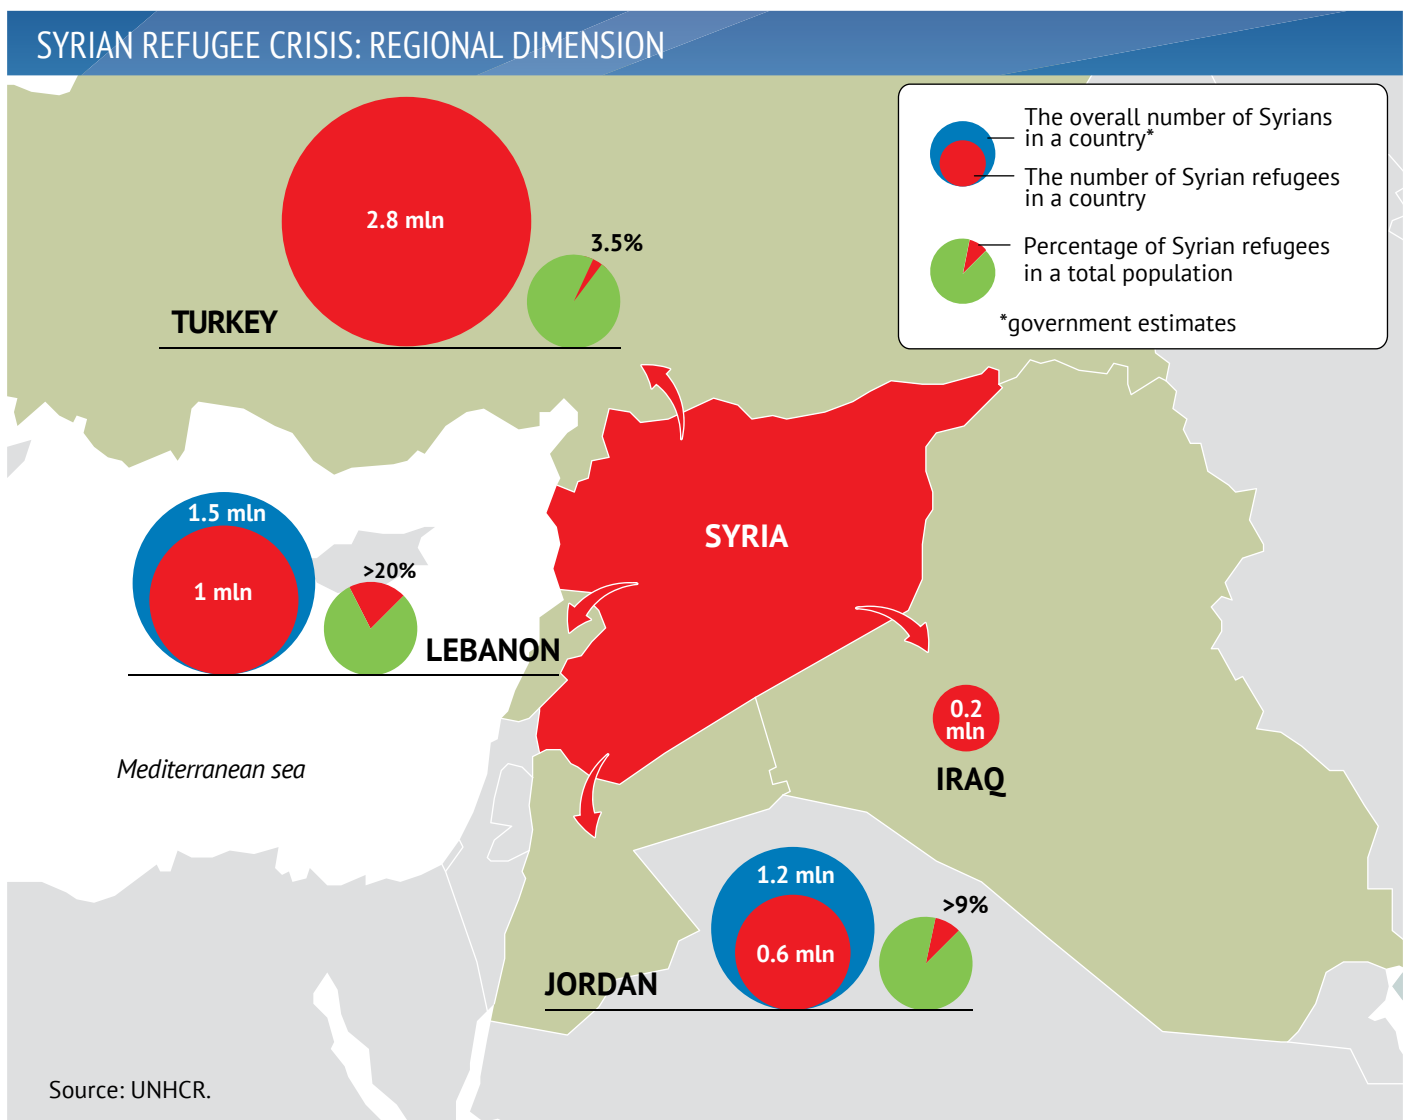 SYRIAN REFUGEE CRISIS: REGIONAL DIMENSION
The overall number of Syrians
in a country*
The number of Syrian refugees
in a country
Percentage of Syrian refugees
in a total population
*government estimates
2.8 mln
3.5%
TURKEY
SYRIA
1.5 mln
1 mln
>20%
LEBANON
0.2
mln
IRAQ
Mediterranean sea
1.2 mln
0.6 mln
>9%
JORDAN
Source: UNHCR.